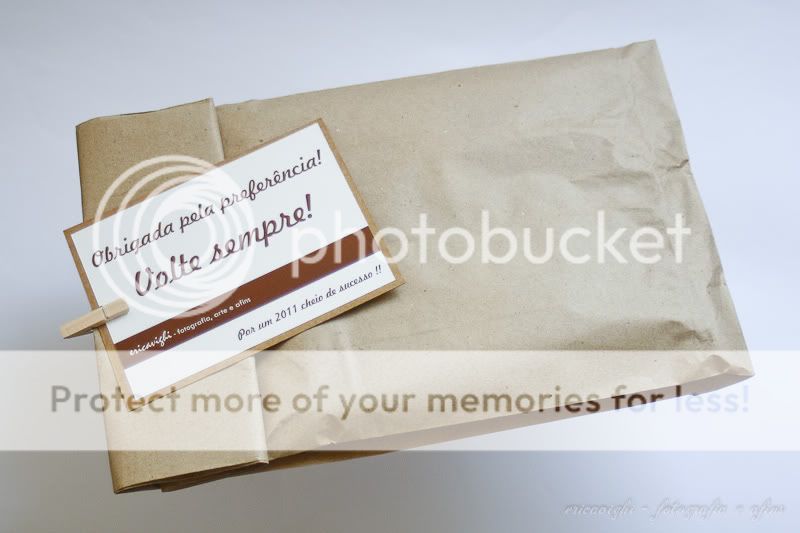 Obrigada pela preferência!
Volte sempre!
ericavighi - fotografia, arte e afins
Por um 2011 cheio de sucesso !!
photobucket
Protect more of your memories for less!
ericavighi - fotografia e afins